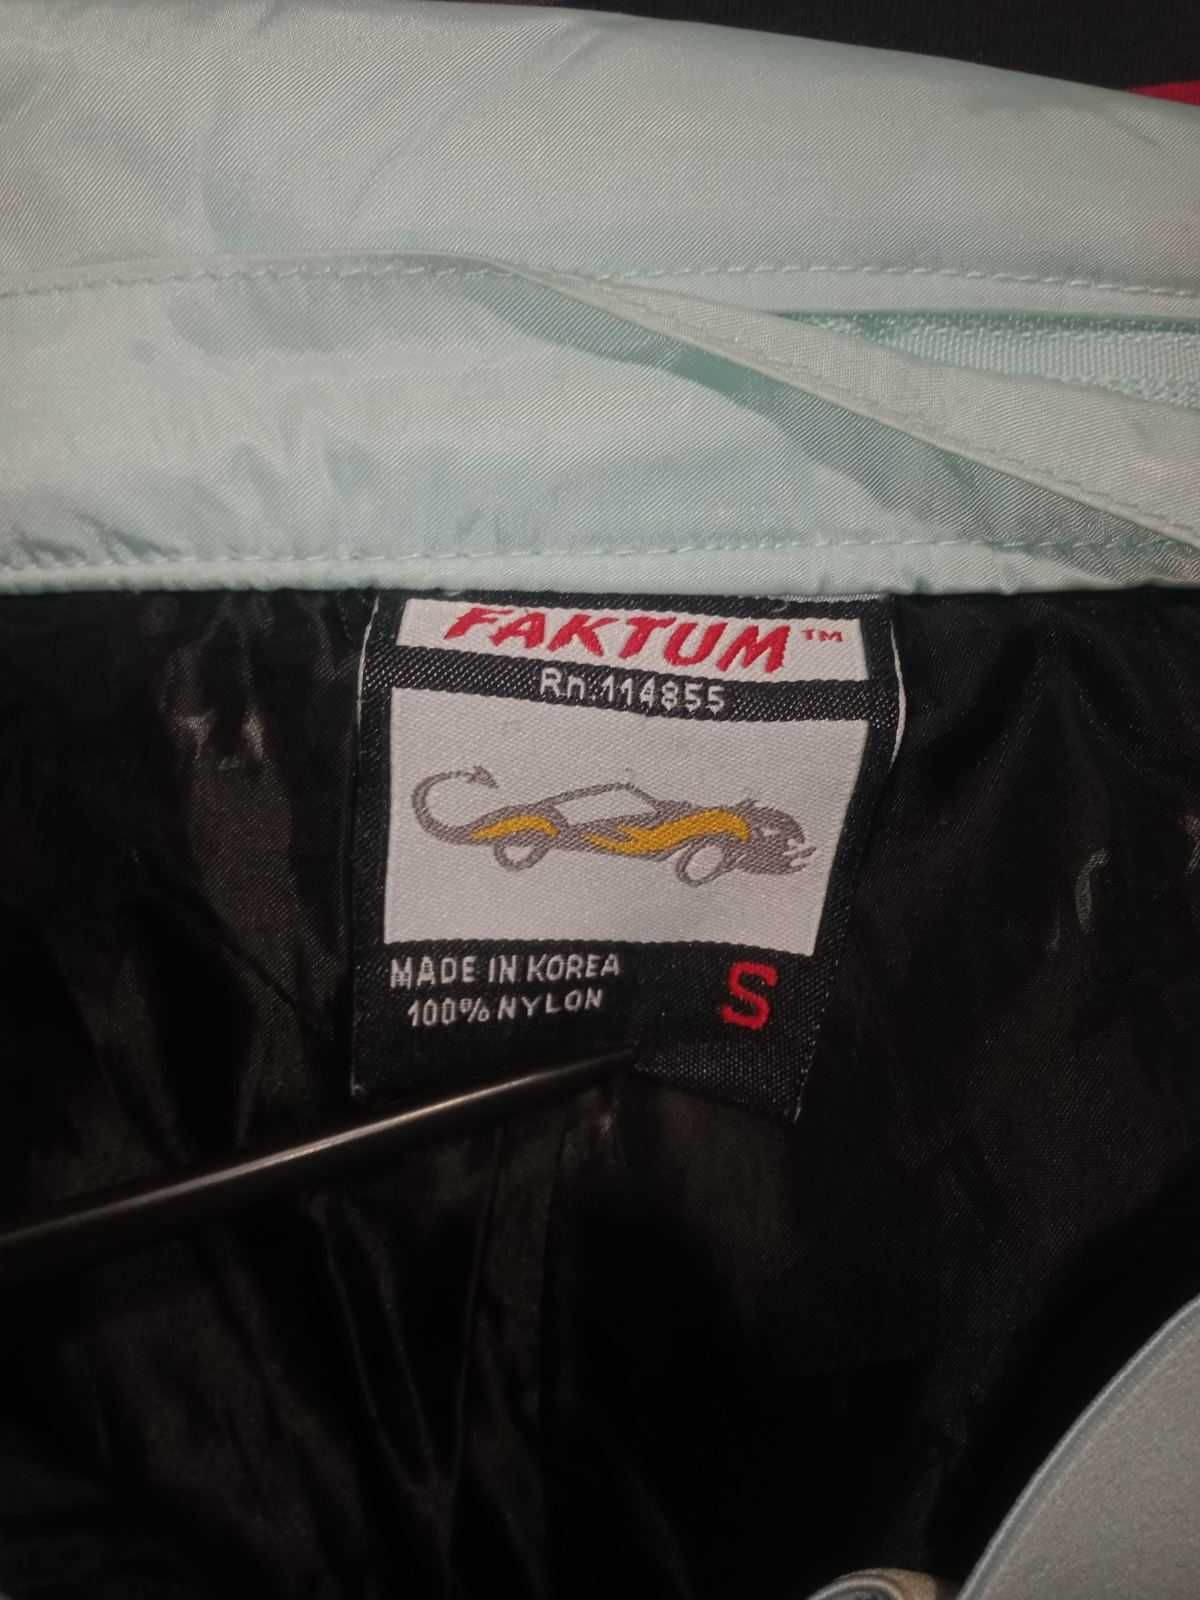 FAKTUM™
Rn.114855
MADE IN KOREA
100% NYLON
S